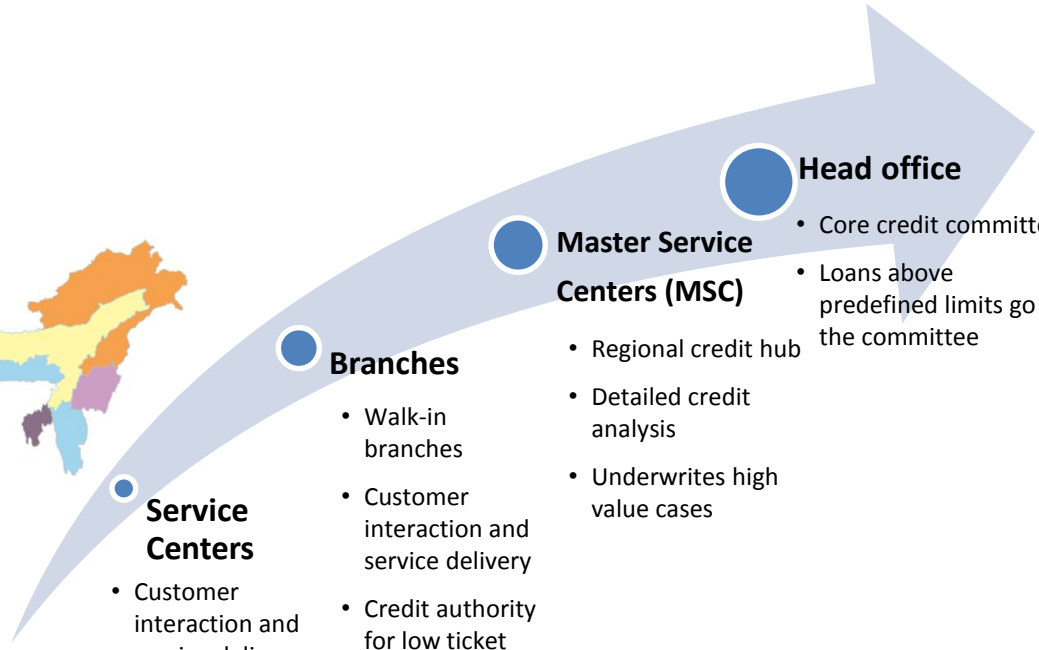 Head office
• Core credit committe
• Loans above
predefined limits go
the committee
Master Service
Centers (MSC)
• Regional credit hub
• Detailed credit
analysis
• Underwrites high
value cases
Branches
• Walk-in
branches
• Customer
interaction and
service delivery
• Credit authority
for low ticket
Service
Centers
• Customer
interaction and